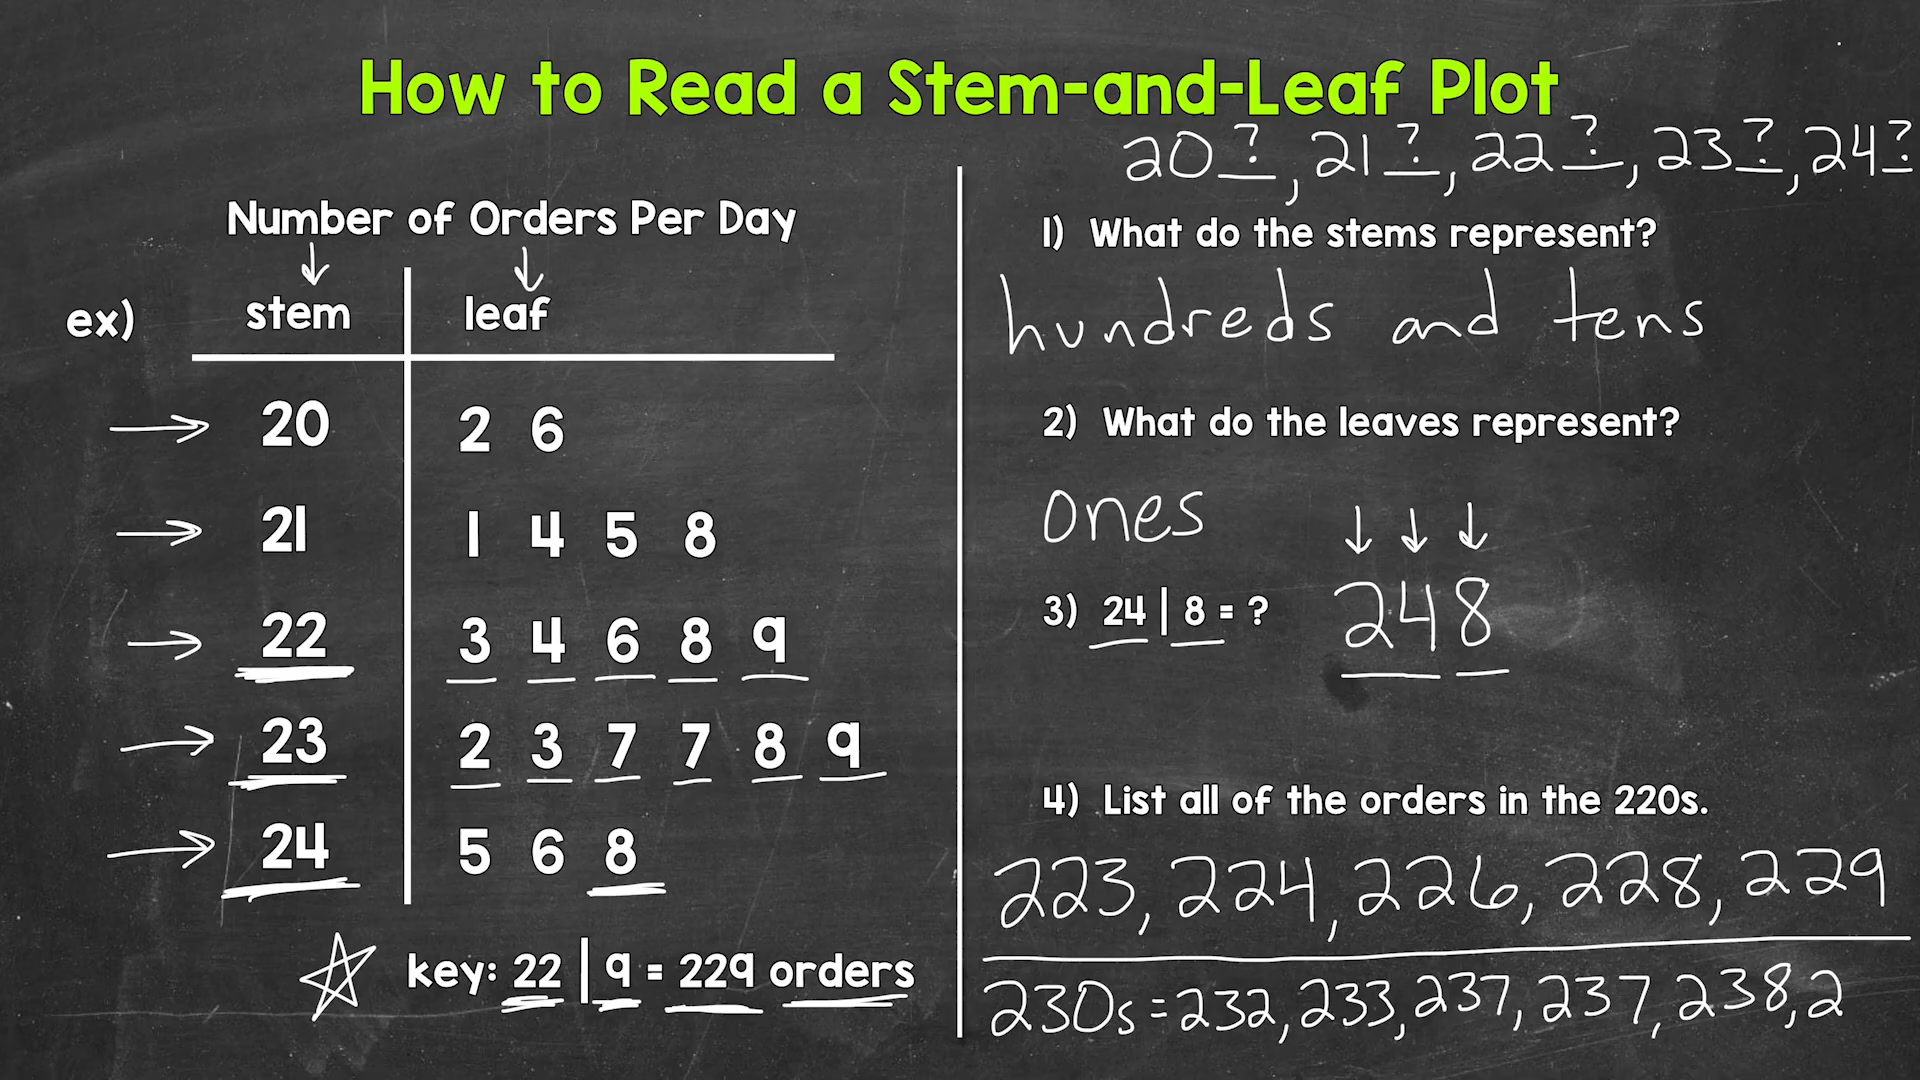 How to Read a Stem-and-Leaf Plot
20 ?, 21 ?, 22 ?, 23 ?, 24 ?
Number of Orders Per Day
ex) stem leaf
20 2 6
21 1 4 5 8
22 3 4 6 8 9
23 2 3 7 7 8 9
24 5 6 8
key: 22 | 9 = 229 orders
1) What do the stems represent?
hundreds and tens
2) What do the leaves represent?
ones
3) 24 | 8 = ? 248
4) List all of the orders in the 220s.
223, 224, 226, 228, 229
230s = 232, 233, 237, 237, 238, 2